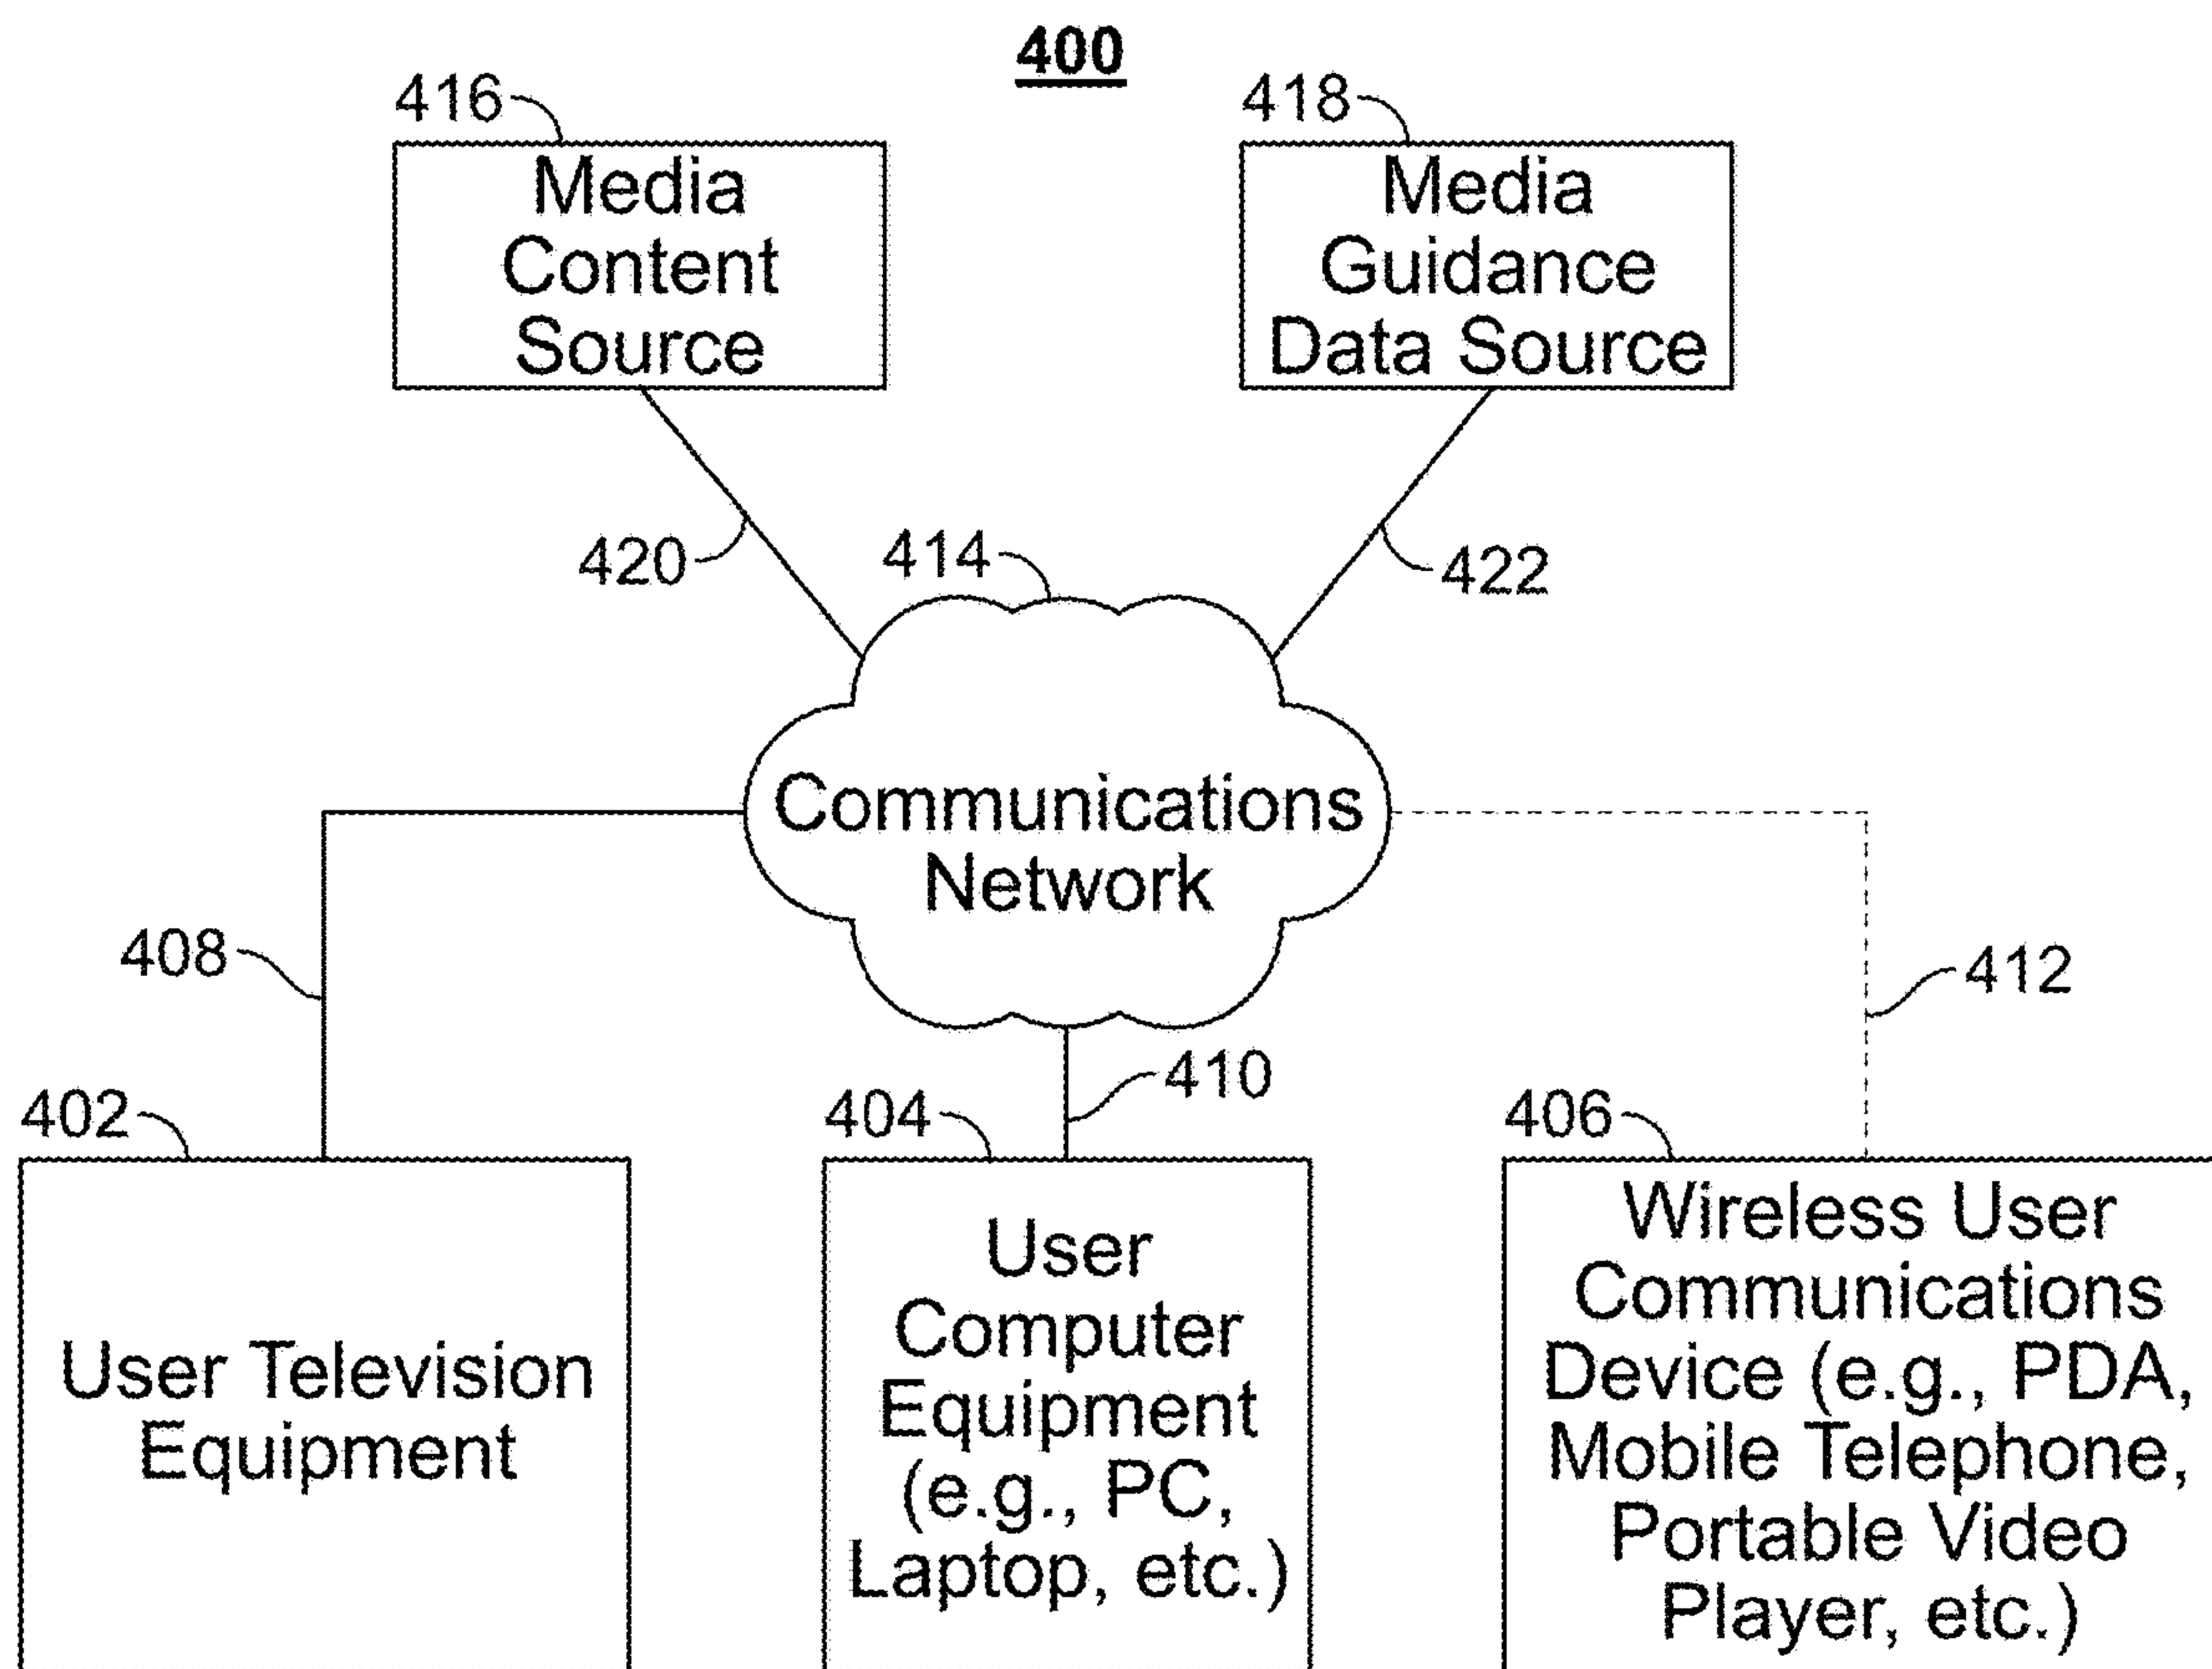 400
416
418
Media
Content
Source
Media
Guidance
Data Source
420
414
422
Communications
Network
408
412
410
402
404
406
User Television
Equipment
User
Computer
Equipment
(e.g., PC,
Laptop, etc.)
Wireless User
Communications
Device (e.g., PDA,
Mobile Telephone,
Portable Video
Player, etc.)